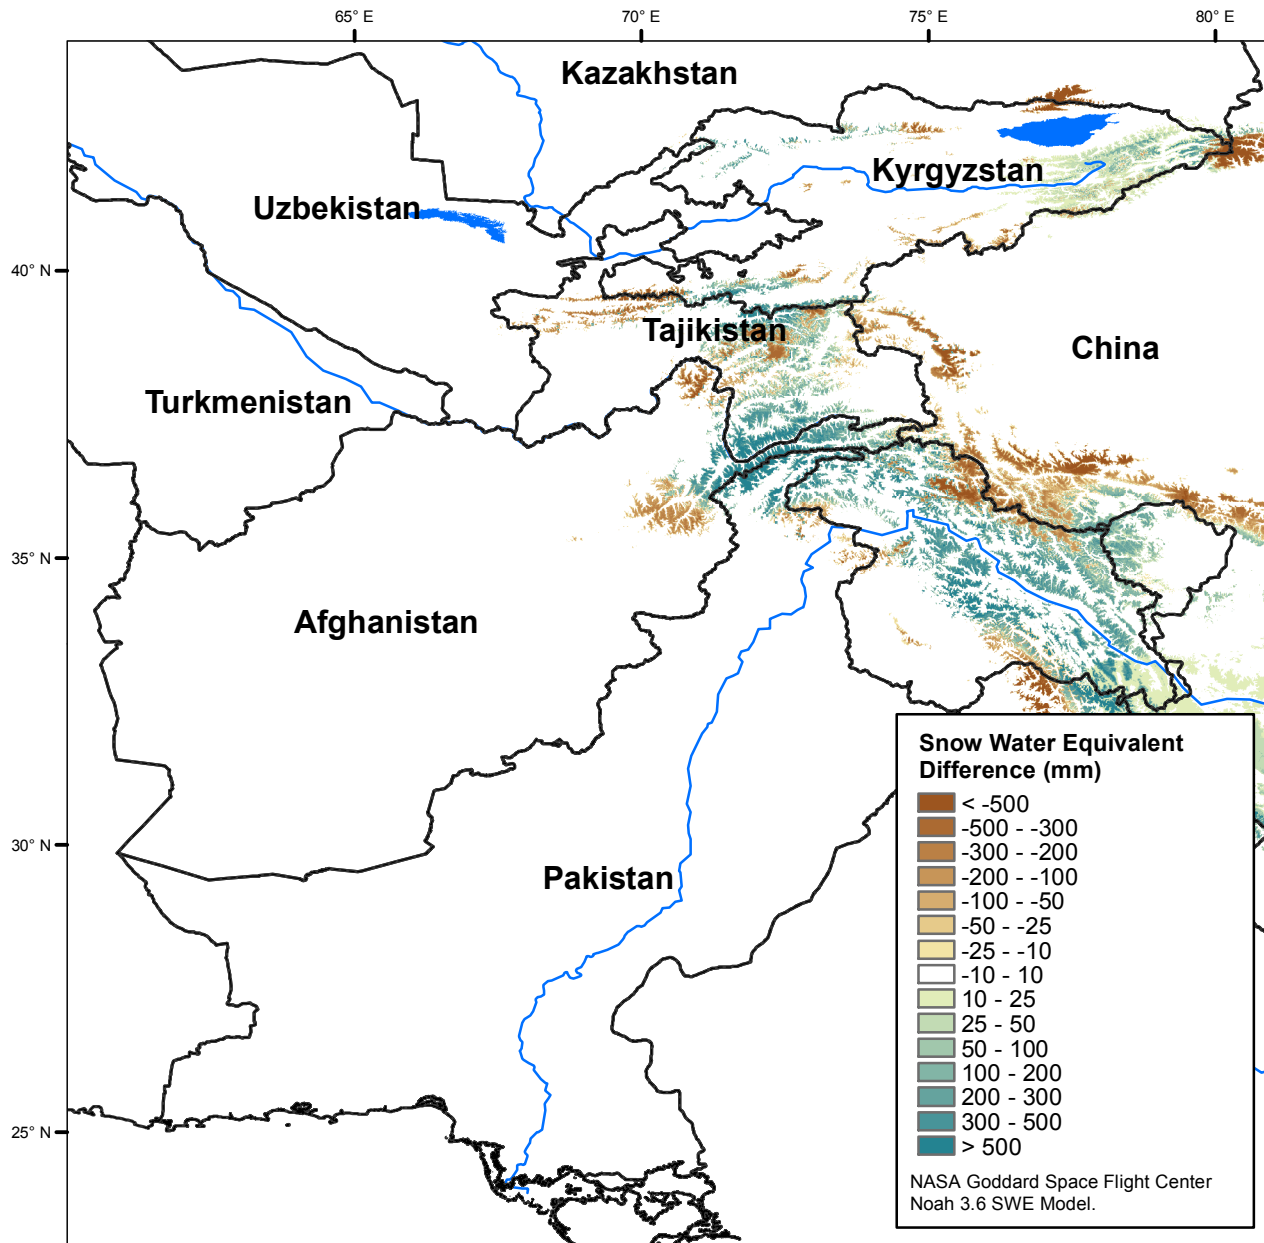 65° E
70° E
75° E
80° E
Kazakhstan
Kyrgyzstan
Uzbekistan
40° N
Tajikistan
China
Turkmenistan
35° N
Afghanistan
30° N
Pakistan
25° N
Snow Water Equivalent
Difference (mm)
< -500
-500 - -300
-300 - -200
-200 - -100
-100 - -50
-50 - -25
-25 - -10
-10 - 10
10 - 25
25 - 50
50 - 100
100 - 200
200 - 300
300 - 500
> 500
NASA Goddard Space Flight Center
Noah 3.6 SWE Model.